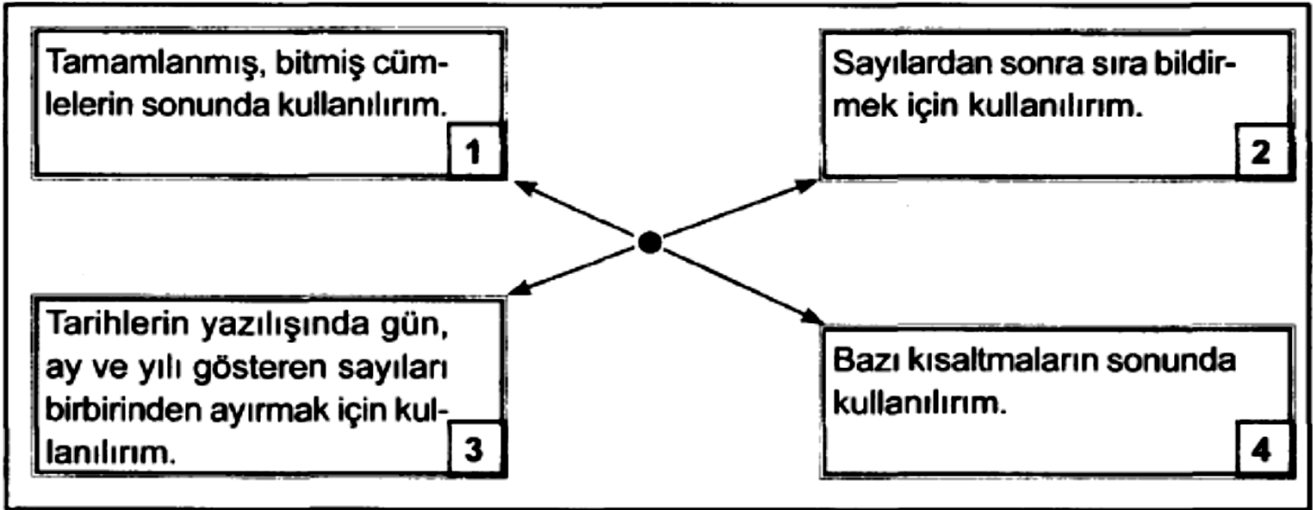 Tamamlanmış, bitmiş cüm-
lelerin sonunda kullanılırım.
1
Sayılardan sonra sıra bildir-
mek için kullanılırım.
2
Tarihlerin yazılışında gün,
ay ve yılı gösteren sayıları
birbirinden ayırmak için kul-
lanılırım.
3
Bazı kısaltmaların sonunda
kullanılırım.
4